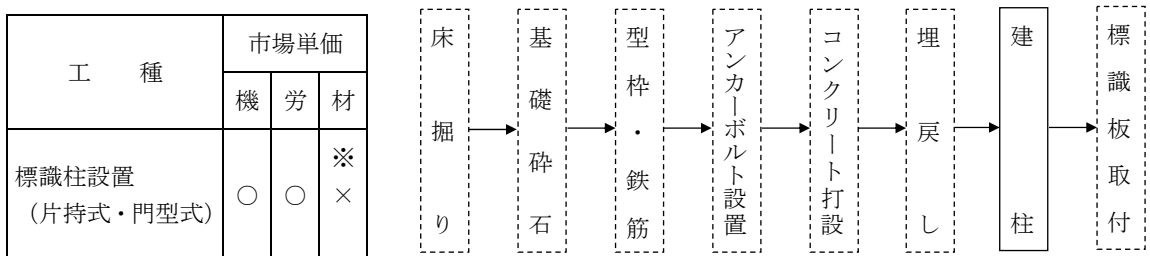 工　種
市場単価
機
労
材
標識柱設置
（片持式・門型式）
○
○
※
×
床掘り
基礎砕石
型枠・鉄筋
アンカーボルト設置
コンクリート打設
埋戻し
建柱
標識板取付